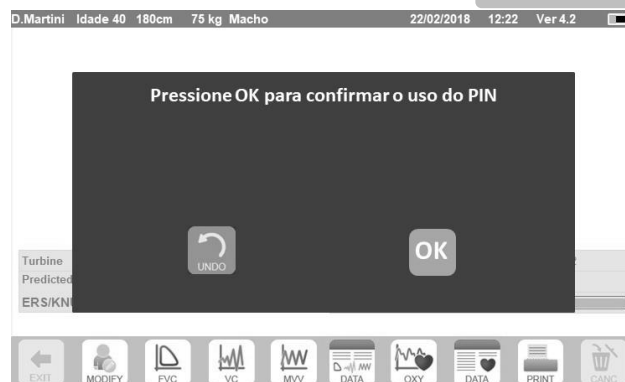 D.Martini Idade 40 180cm 75 kg Macho 22/02/2018 12:22 Ver 4.2
Pressione OK para confirmar o uso do PIN
UNDO OK
Turbine
Predicted
ERS/KNU
EXIT MODIFY FVC VC MVV DATA OXY DATA PRINT CANC